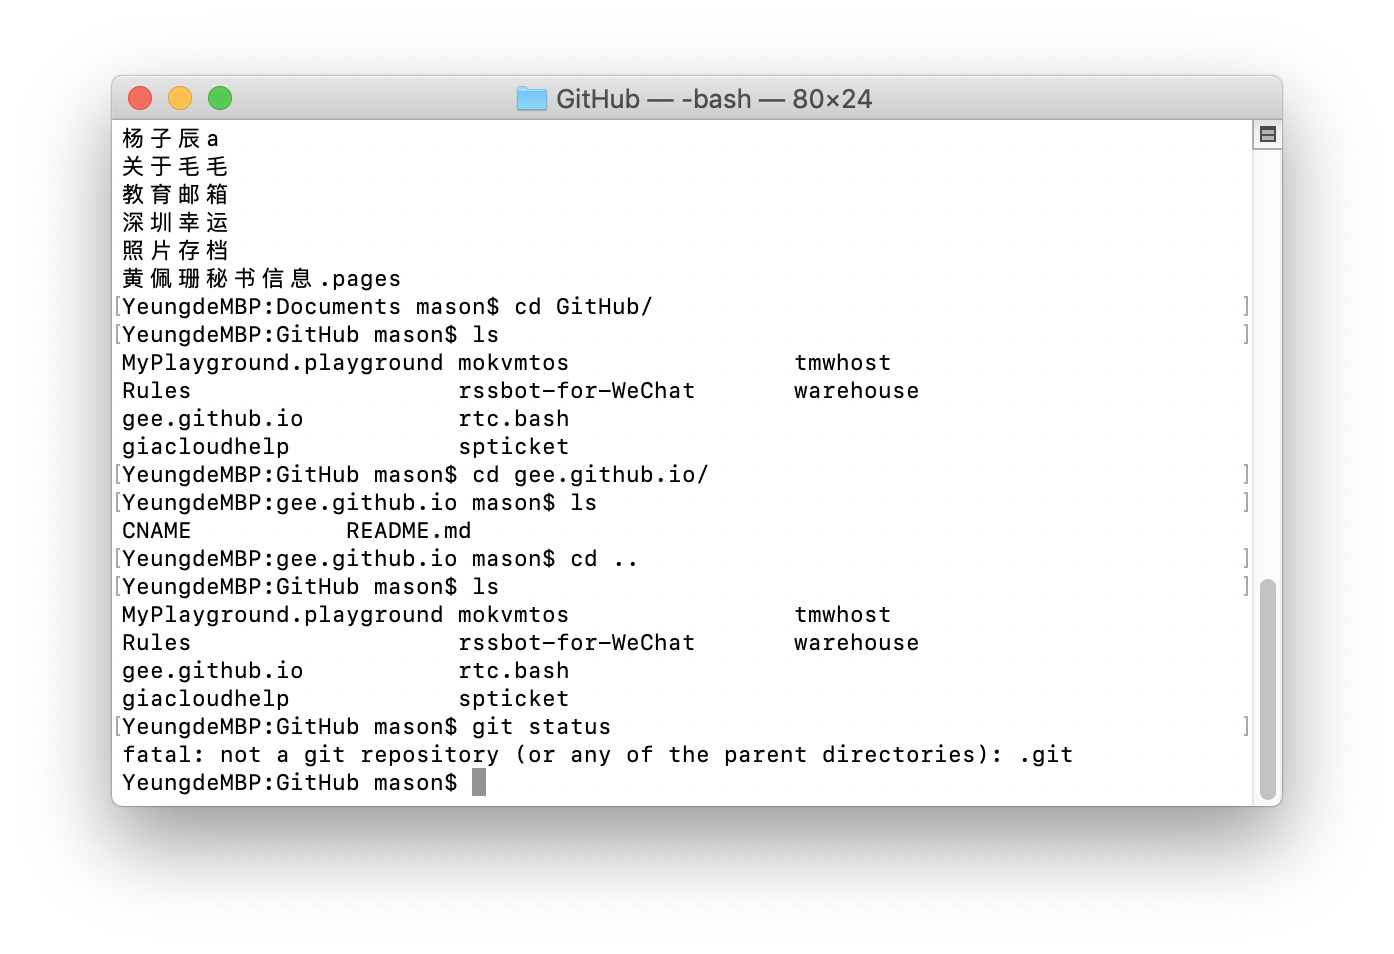 GitHub — -bash — 80×24
杨子辰a
关于毛毛
教育邮箱
深圳幸运
照片存档
黄佩珊秘书信息.pages
[YeungdeMBP:Documents mason$ cd GitHub/ ]
[YeungdeMBP:GitHub mason$ ls ]
MyPlayground.playground mokvmtos tmwhost
Rules rssbot-for-WeChat warehouse
gee.github.io rtc.bash
giacloudhelp spticket
[YeungdeMBP:GitHub mason$ cd gee.github.io/ ]
[YeungdeMBP:gee.github.io mason$ ls ]
CNAME README.md
[YeungdeMBP:gee.github.io mason$ cd .. ]
[YeungdeMBP:GitHub mason$ ls ]
MyPlayground.playground mokvmtos tmwhost
Rules rssbot-for-WeChat warehouse
gee.github.io rtc.bash
giacloudhelp spticket
[YeungdeMBP:GitHub mason$ git status ]
fatal: not a git repository (or any of the parent directories): .git
YeungdeMBP:GitHub mason$